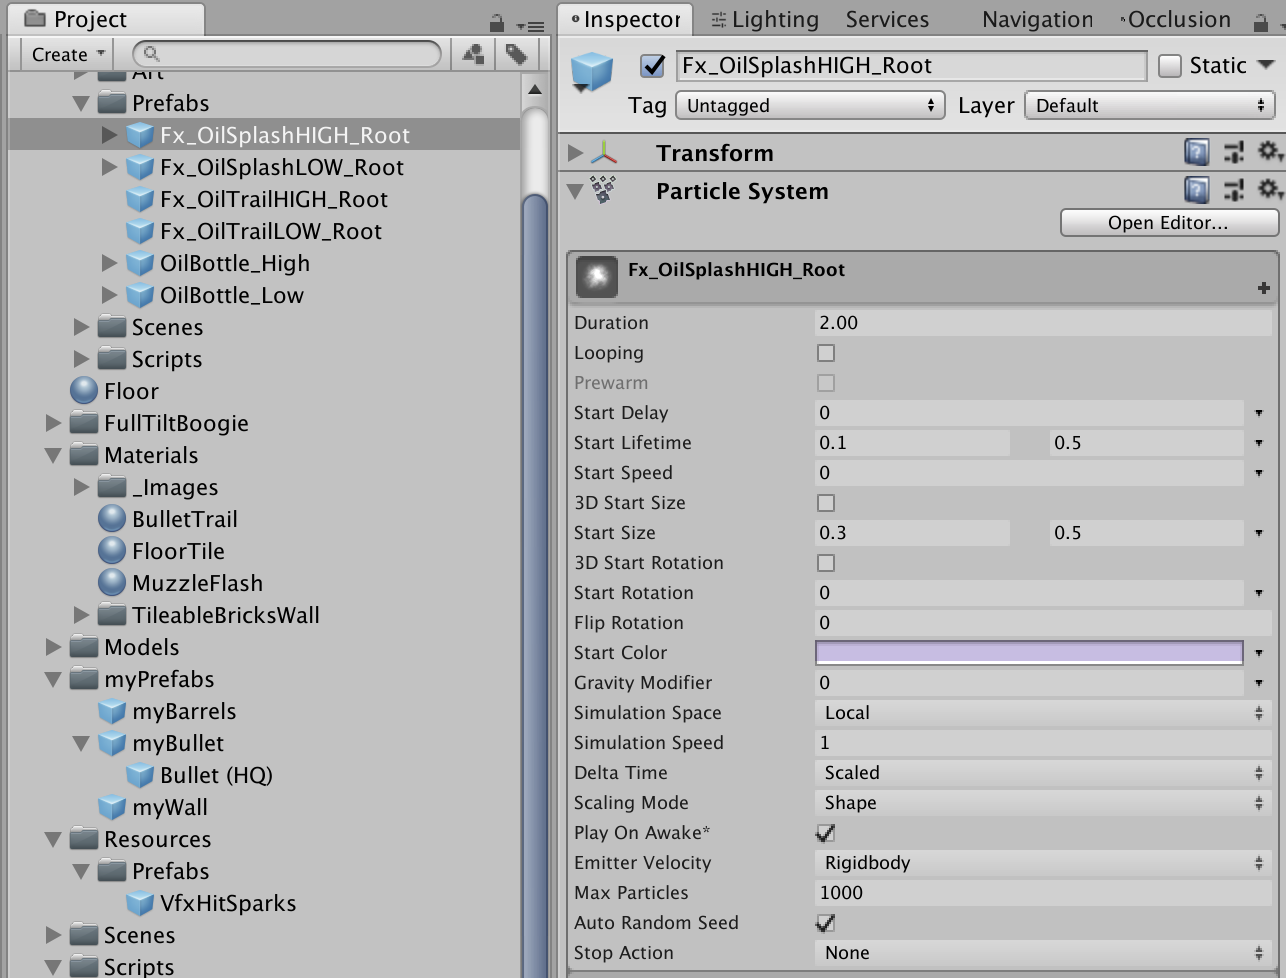 Project
Create
Art
Prefabs
Fx_OilSplashHIGH_Root
Fx_OilSplashLOW_Root
Fx_OilTrailHIGH_Root
Fx_OilTrailLOW_Root
OilBottle_High
OilBottle_Low
Scenes
Scripts
Floor
FullTiltBoogie
Materials
_Images
BulletTrail
FloorTile
MuzzleFlash
TileableBricksWall
Models
myPrefabs
myBarrels
myBullet
Bullet (HQ)
myWall
Resources
Prefabs
VfxHitSparks
Scenes
Scripts
Inspector Lighting Services Navigation Occlusion
Fx_OilSplashHIGH_Root Static
Tag Untagged Layer Default
Transform
Particle System
Open Editor...
Fx_OilSplashHIGH_Root
Duration 2.00
Looping
Prewarm
Start Delay 0
Start Lifetime 0.1 0.5
Start Speed 0
3D Start Size
Start Size 0.3 0.5
3D Start Rotation
Start Rotation 0
Flip Rotation 0
Start Color
Gravity Modifier 0
Simulation Space Local
Simulation Speed 1
Delta Time Scaled
Scaling Mode Shape
Play On Awake*
Emitter Velocity Rigidbody
Max Particles 1000
Auto Random Seed
Stop Action None